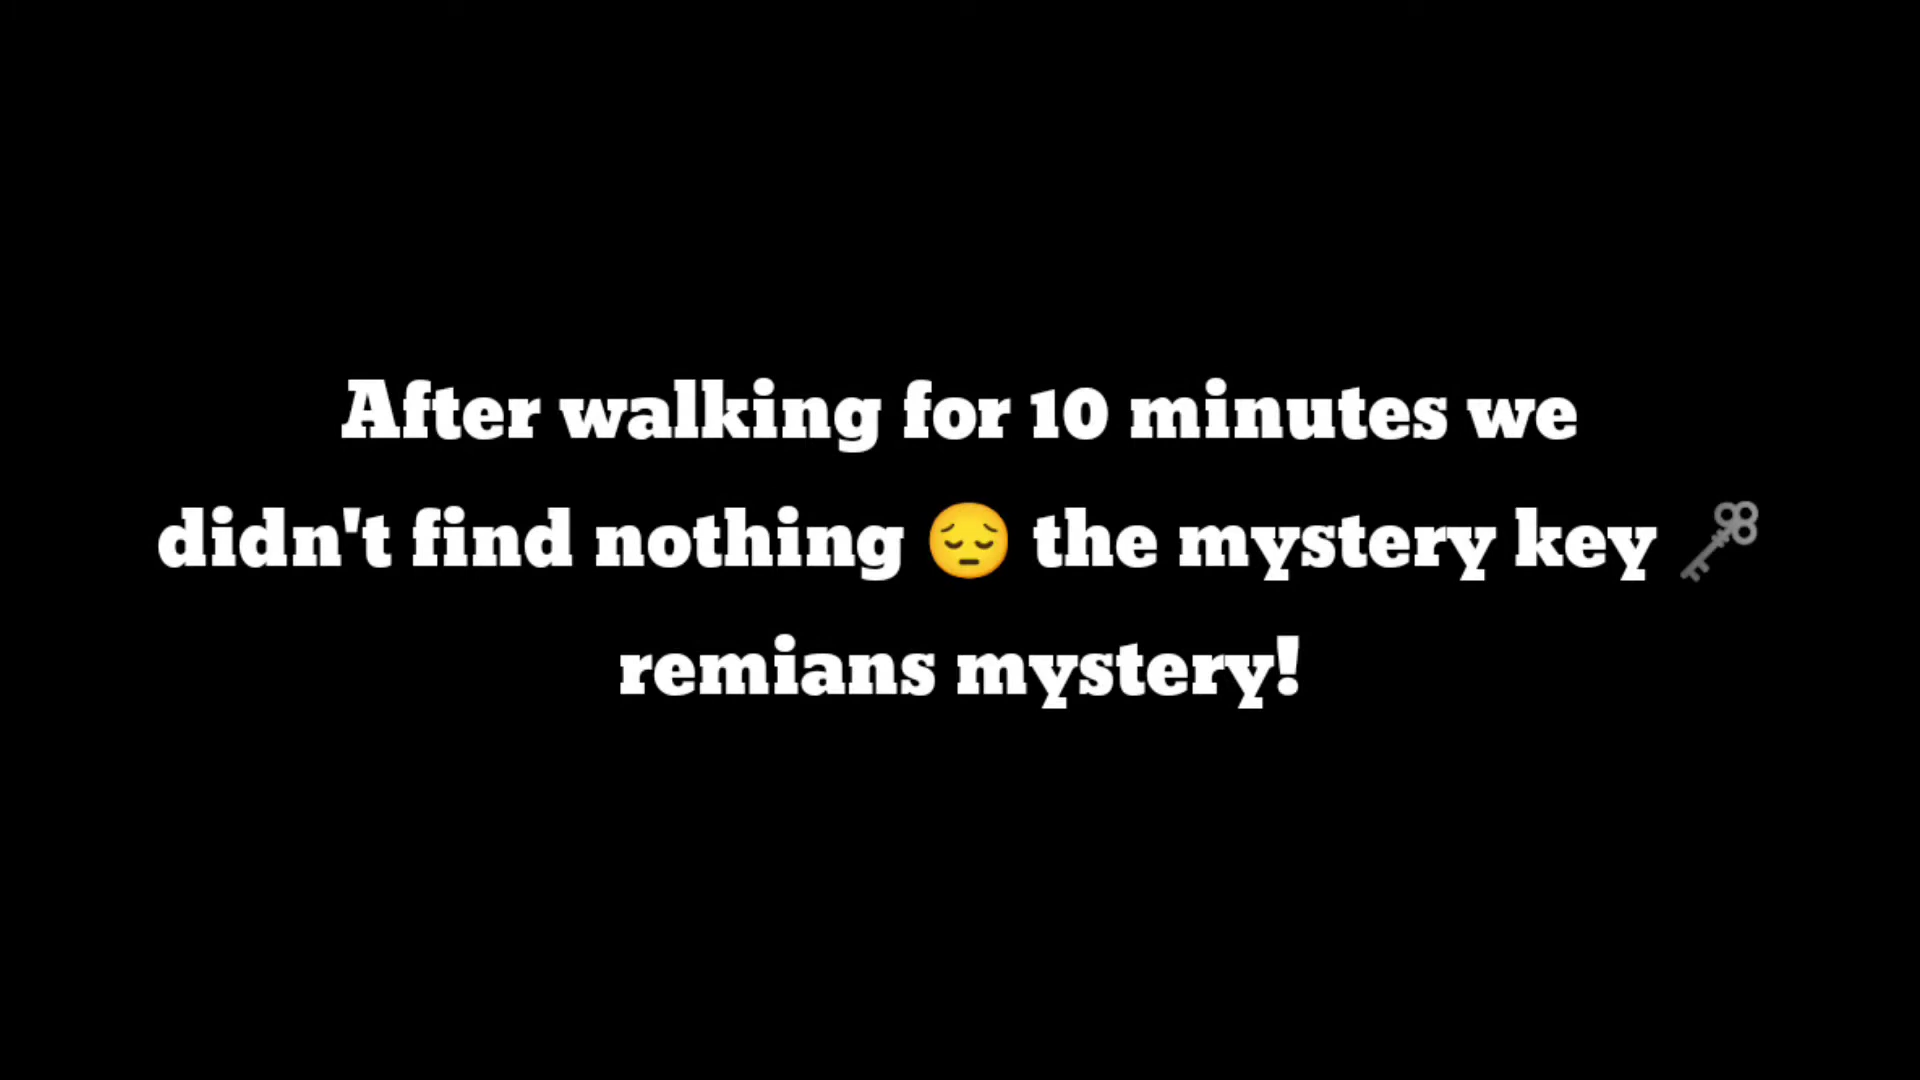 After walking for 10 minutes we
didn't find nothing 😔 the mystery key 🗝
remians mystery!